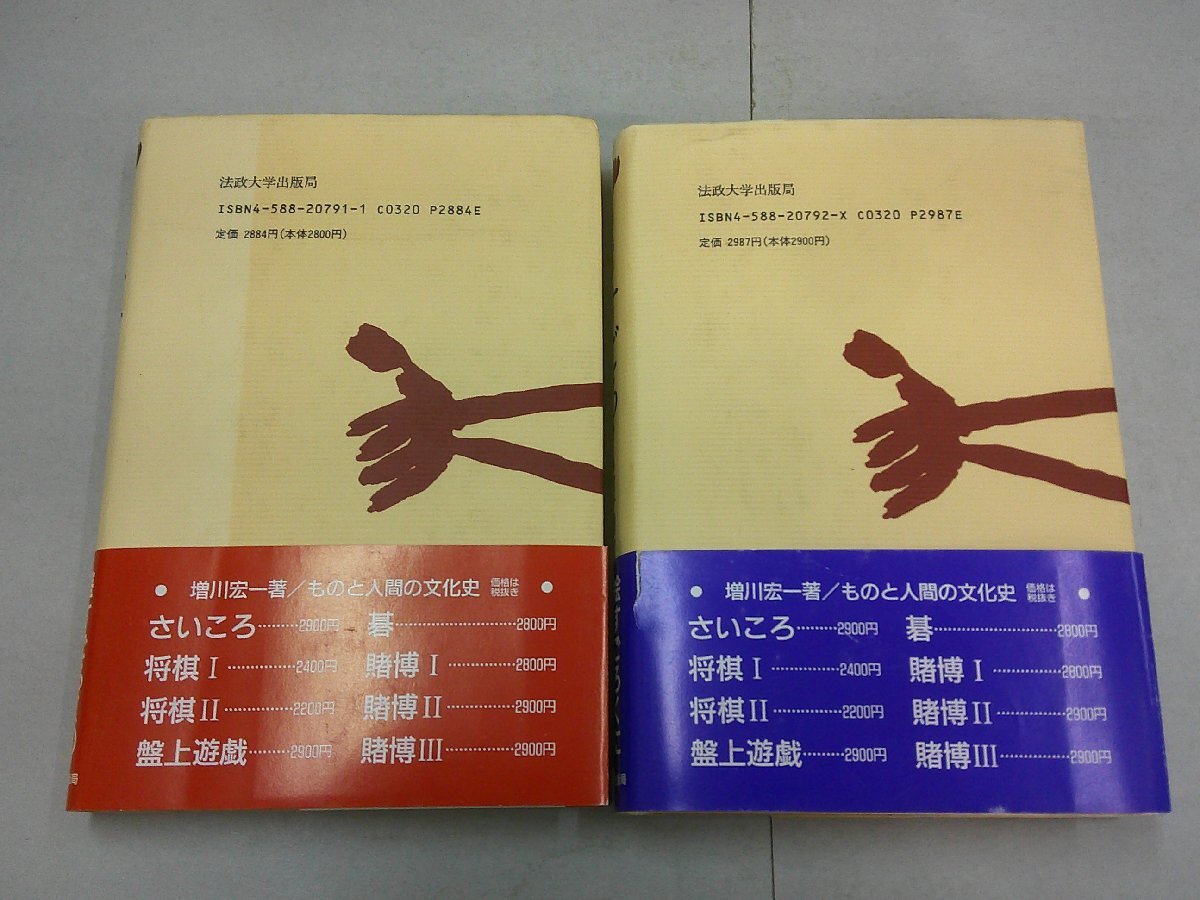 法政大学出版局
ISBN4-588-20791-1 C0320 P2884E
定価 2884円(本体2800円)
• 増川宏一著/ものと人間の文化史 価格は税抜き •
さいころ………2900円 碁………………2800円
将棋Ⅰ…………2400円 賭博Ⅰ…………2800円
将棋Ⅱ…………2200円 賭博Ⅱ…………2900円
盤上遊戯………2900円 賭博Ⅲ…………2900円
局
法政大学出版局
ISBN4-588-20792-X C0320 P2987E
定価 2987円(本体2900円)
• 増川宏一著/ものと人間の文化史 価格は税抜き •
さいころ………2900円 碁………………2800円
将棋Ⅰ…………2400円 賭博Ⅰ…………2800円
将棋Ⅱ…………2200円 賭博Ⅱ…………2900円
盤上遊戯………2900円 賭博Ⅲ…………2900円